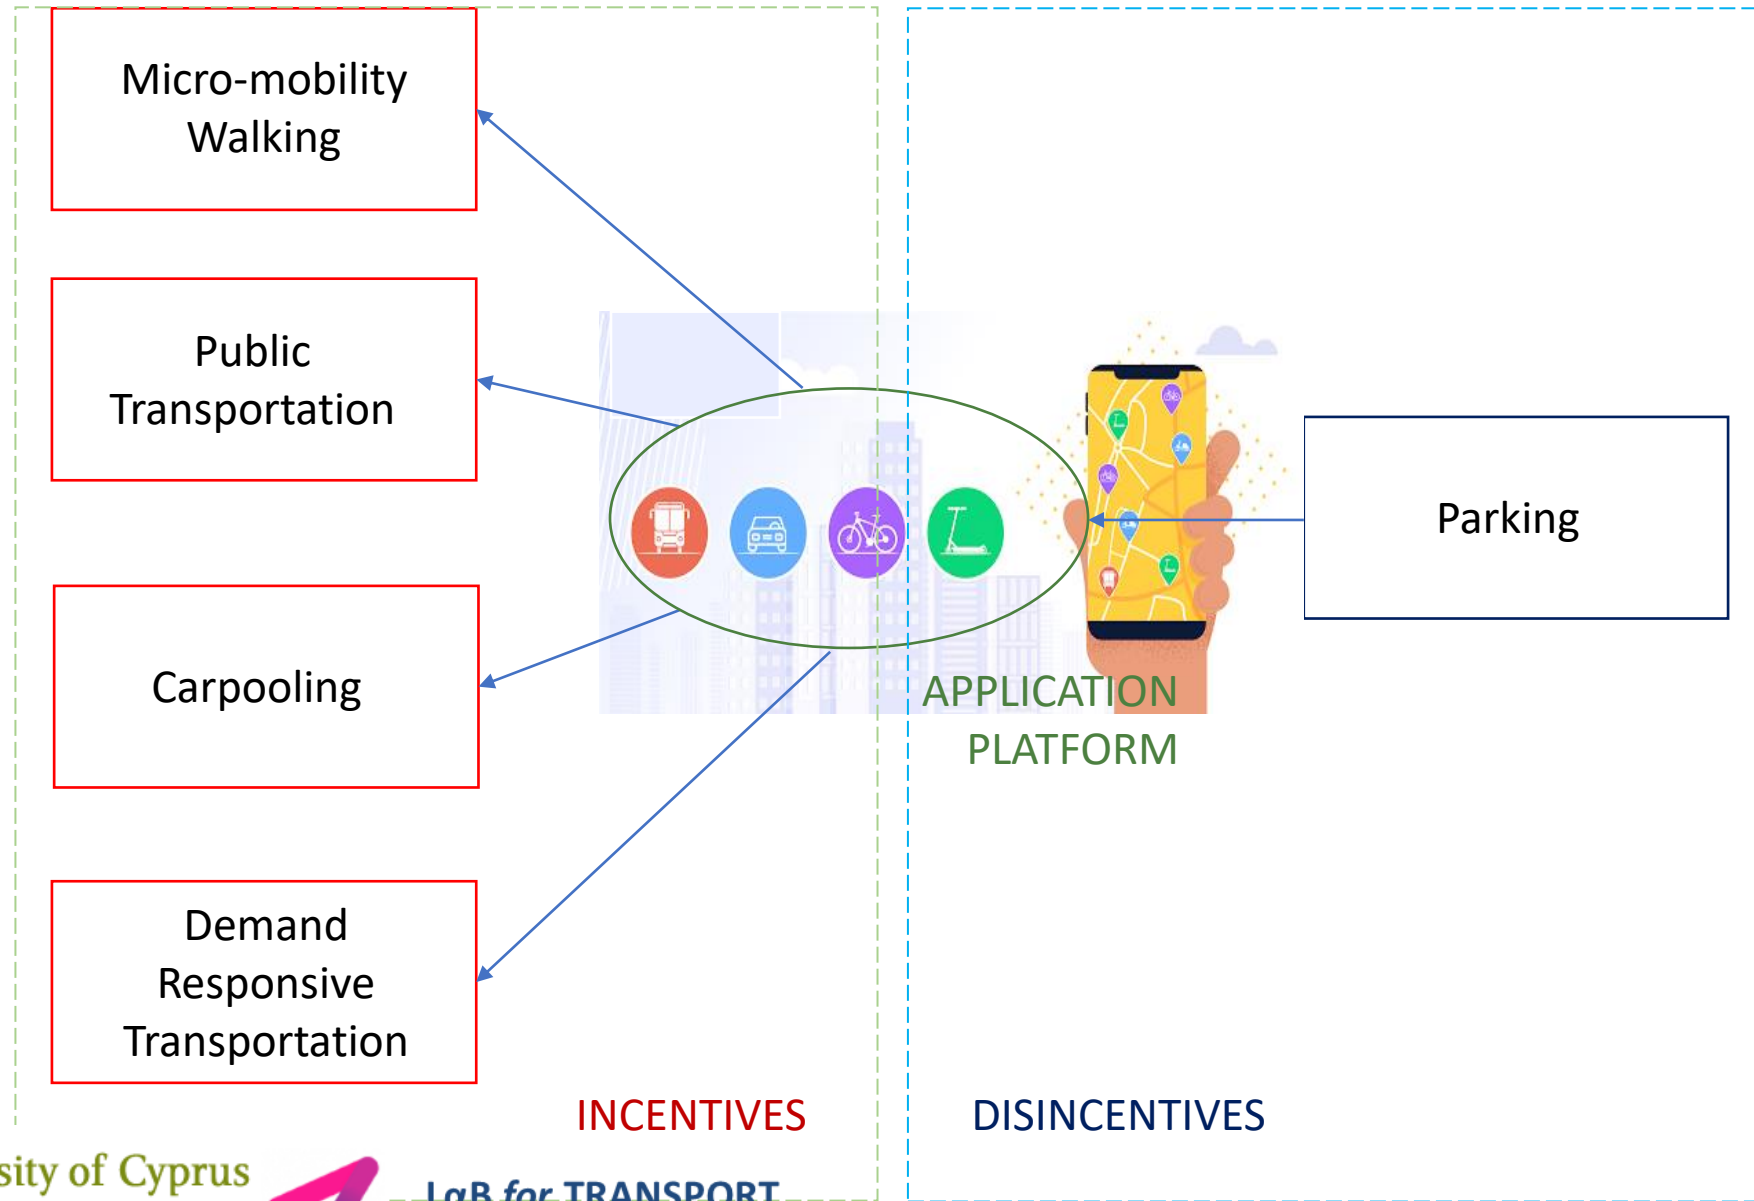 Micro-mobility
Walking
Public
Transportation
Carpooling
Demand
Responsive
Transportation
APPLICATION
PLATFORM
Parking
INCENTIVES
DISINCENTIVES
sity of Cyprus
LaB for TRANSPORT